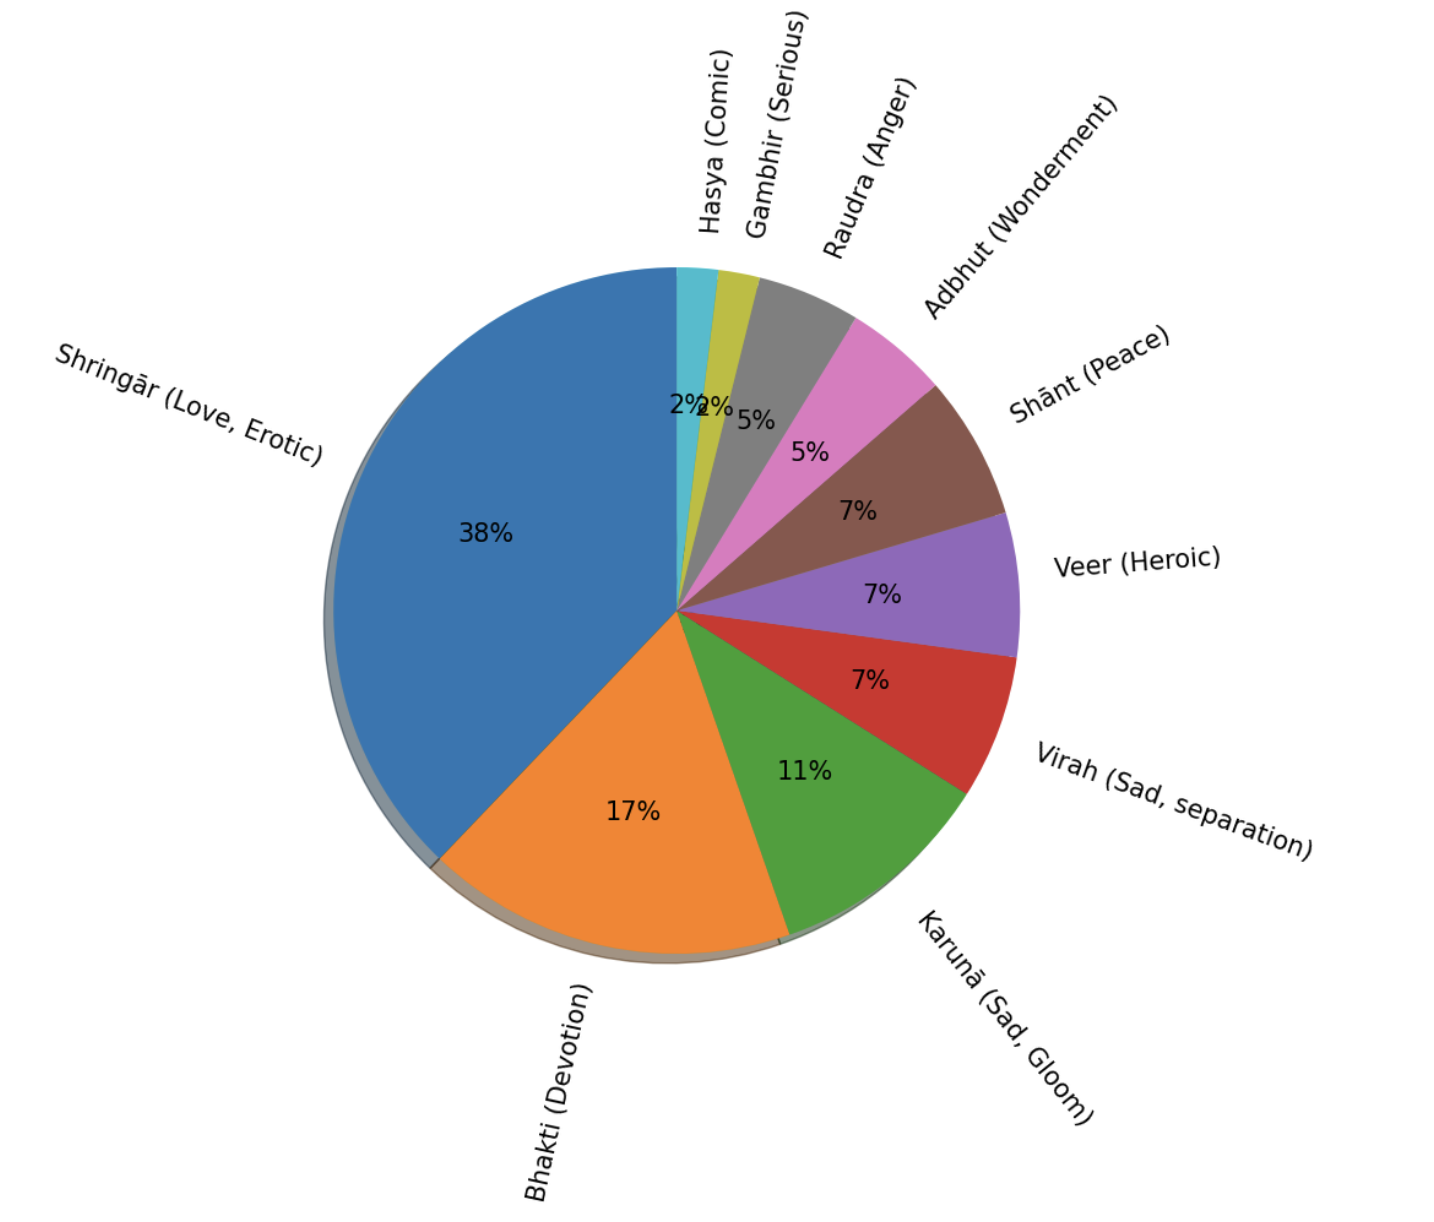 Hasya (Comic)
Gambhir (Serious)
Raudra (Anger)
Adbhut (Wonderment)
Shānt (Peace)
Veer (Heroic)
Virah (Sad, separation)
Karunā (Sad, Gloom)
Bhakti (Devotion)
Shringār (Love, Erotic)
2%
2%
5%
5%
7%
7%
7%
11%
17%
38%